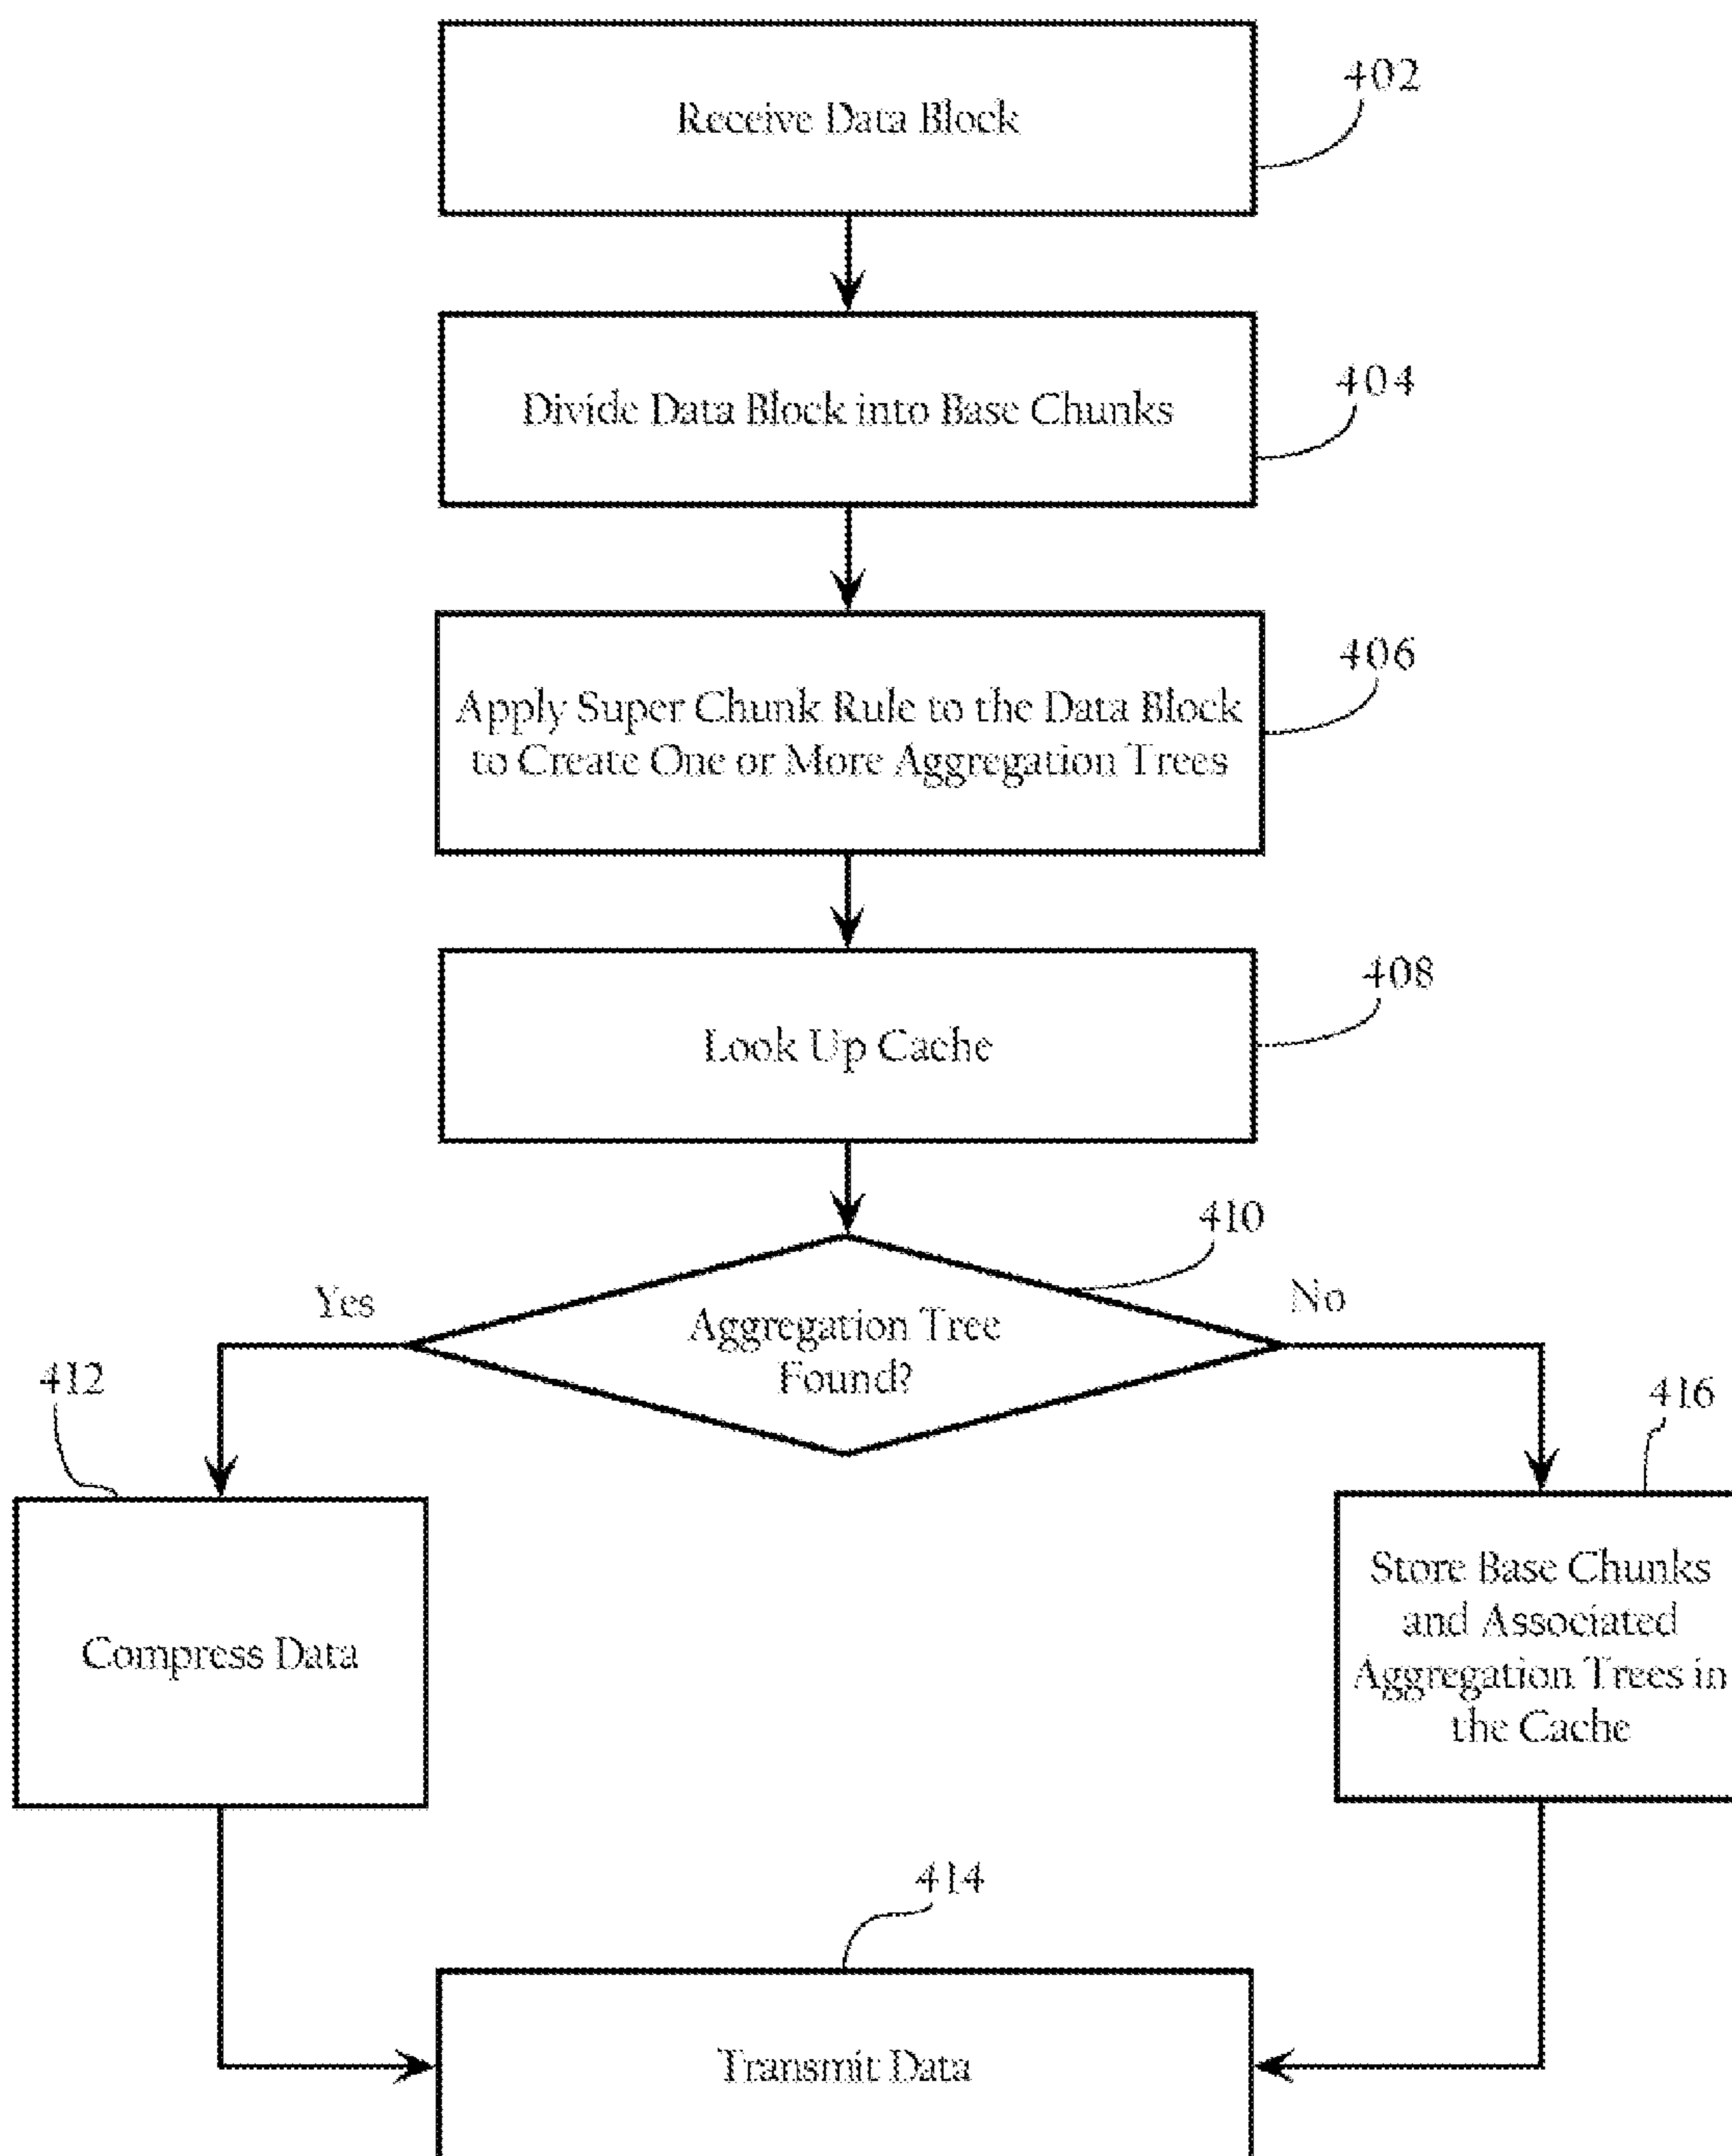 402
Receive Data Block
404
Divide Data Block into Base Chunks
406
Apply Super Chunk Rule to the Data Block
to Create One or More Aggregation Trees
408
Look Up Cache
410
Yes
No
Aggregation Tree
Found?
412
416
Compress Data
Store Base Chunks
and Associated
Aggregation Trees in
the Cache
414
Transmit Data